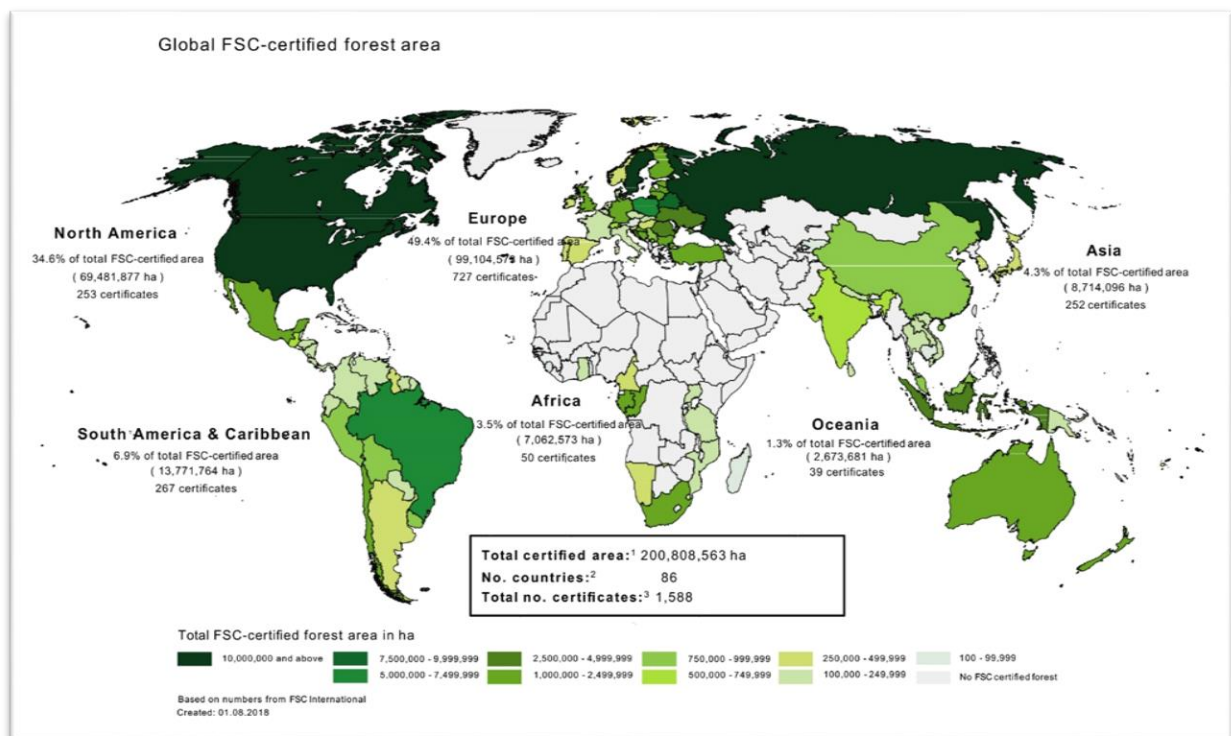 Global FSC-certified forest area
North America
34.6% of total FSC-certified area
( 69,481,877 ha )
253 certificates
Europe
49.4% of total FSC-certified area
( 99,104,573 ha )
727 certificates
Asia
4.3% of total FSC-certified area
( 8,714,096 ha )
252 certificates
South America & Caribbean
6.9% of total FSC-certified area
( 13,771,764 ha )
267 certificates
Africa
3.5% of total FSC-certified area
( 7,062,573 ha )
50 certificates
Oceania
1.3% of total FSC-certified area
( 2,673,681 ha )
39 certificates
Total certified area:¹ 200,808,563 ha
No. countries:² 86
Total no. certificates:³ 1,588
Total FSC-certified forest area in ha
10,000,000 and above
7,500,000 - 9,999,999
2,500,000 - 4,999,999
750,000 - 999,999
250,000 - 499,999
100 - 99,999
5,000,000 - 7,499,999
1,000,000 - 2,499,999
500,000 - 749,999
100,000 - 249,999
No FSC certified forest
Based on numbers from FSC International
Created: 01.08.2018